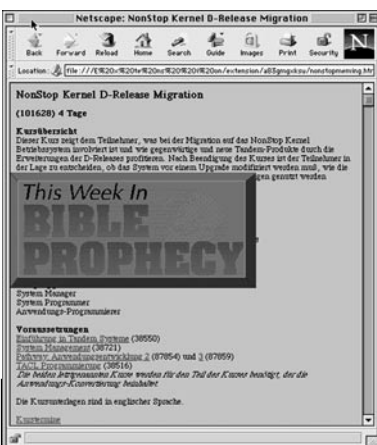 Netscape: NonStop Kernel D-Release Migration
Back Forward Reload Home Search Guide Images Print Security N
Location: file:///
NonStop Kernel D-Release Migration
(101628) 4 Tage
Kursübersicht
Dieser Kurs zeigt dem Teilnehmer, was bei der Migration auf das NonStop Kernel
Betriebssystem involviert ist und wie gegenwärtige und neue Tandem-Produkte durch die
Erweiterungen der D-Releases profitieren. Nach Beendigung des Kurses ist der Teilnehmer in
der Lage zu entscheiden, ob das System vor einem Upgrade modifiziert werden muß, wie die
gen genutzt werden
This Week In
BIBLE
PROPHECY
System Manager
System Programmer
Anwendungs-Programmierer
Voraussetzungen
Einführung in Tandem Systeme (38550)
System Management (38721)
Pathway: Anwendungsentwicklung 2 (87854) und 3 (87859)
TACL Programmierung (38516)
Die beiden letztgenannten Kurse werden für den Teil des Kurses benötigt, der die
Anwendungs-Konvertierung beinhaltet.
Die Kursunterlagen sind in englischer Sprache.
Kurstermine